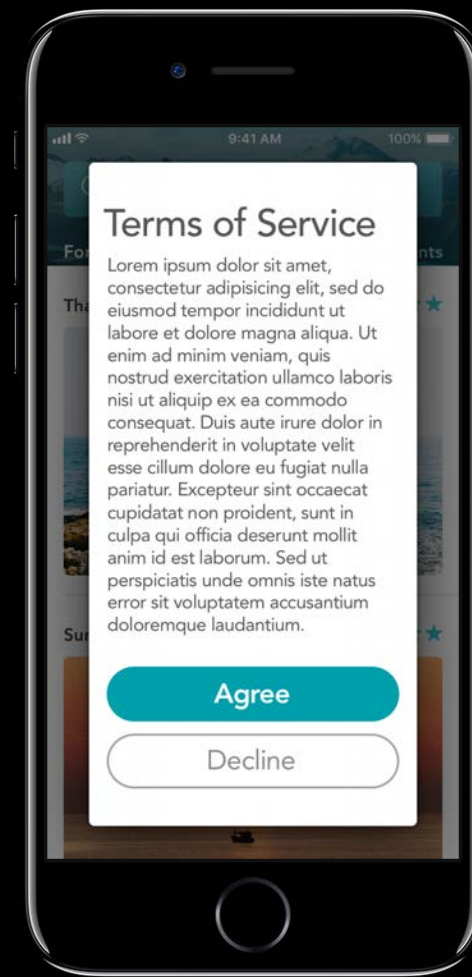 9:41 AM
100%
For
nts
Terms of Service
Lorem ipsum dolor sit amet,
consectetur adipisicing elit, sed do
eiusmod tempor incididunt ut
labore et dolore magna aliqua. Ut
enim ad minim veniam, quis
nostrud exercitation ullamco laboris
nisi ut aliquip ex ea commodo
consequat. Duis aute irure dolor in
reprehenderit in voluptate velit
esse cillum dolore eu fugiat nulla
pariatur. Excepteur sint occaecat
cupidatat non proident, sunt in
culpa qui officia deserunt mollit
anim id est laborum. Sed ut
perspiciatis unde omnis iste natus
error sit voluptatem accusantium
doloremque laudantium.
Agree
Decline